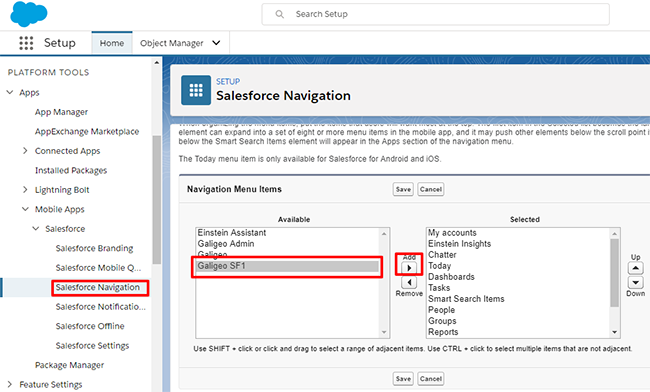 Search Setup
Setup
Home
Object Manager
PLATFORM TOOLS
Apps
App Manager
AppExchange Marketplace
Connected Apps
Installed Packages
Lightning Bolt
Mobile Apps
Salesforce
Salesforce Branding
Salesforce Mobile Q...
Salesforce Navigation
Salesforce Notificatio...
Salesforce Offline
Salesforce Settings
Package Manager
Feature Settings
SETUP
Salesforce Navigation
element can expand into a set of eight or more menu items in the mobile app, and it may push other elements below the scroll point i
below the Smart Search Items element will appear in the Apps section of the navigation menu.
The Today menu item is only available for Salesforce for Android and iOS.
Navigation Menu Items
Save
Cancel
Available
Einstein Assistant
Galigeo Admin
Galigeo
Galigeo SF1
Add
Remove
Selected
My accounts
Einstein Insights
Chatter
Today
Dashboards
Tasks
Smart Search Items
People
Groups
Reports
Up
Down
Use SHIFT + click or click and drag to select a range of adjacent items. Use CTRL + click to select multiple items that are not adjacent.
Save
Cancel